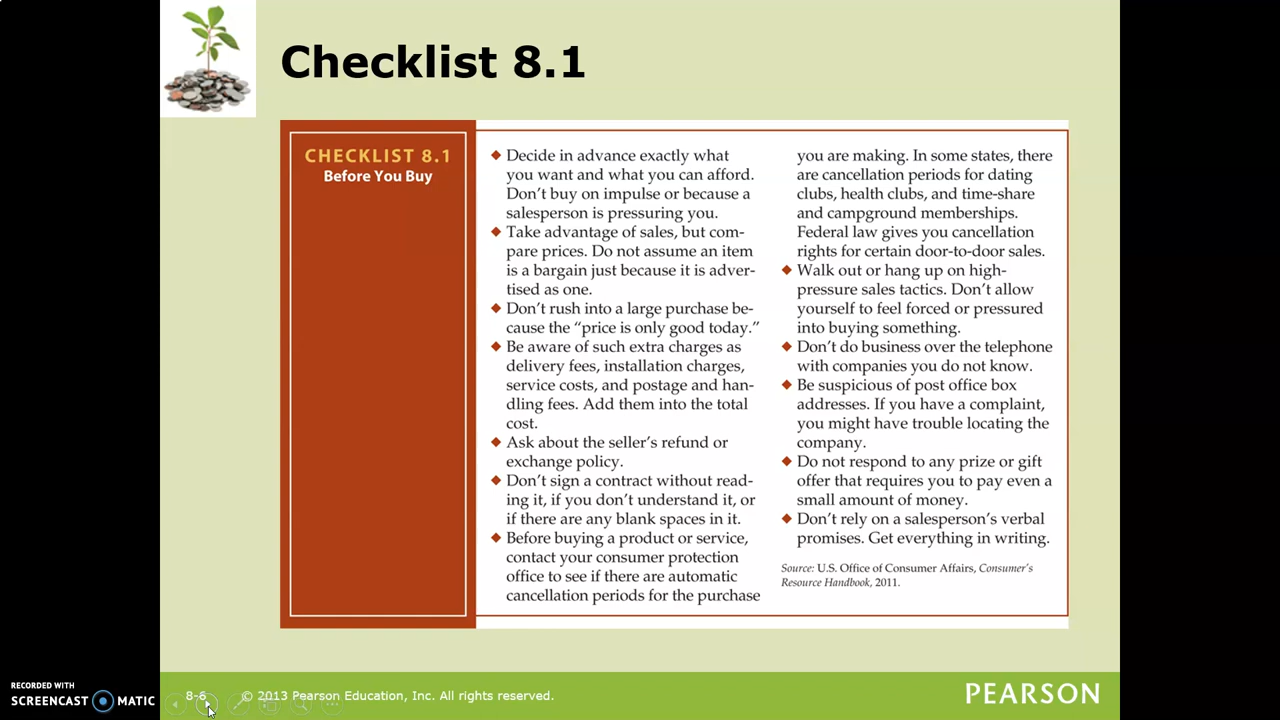 Checklist 8.1
CHECKLIST 8.1
Before You Buy
◆ Decide in advance exactly what
you want and what you can afford.
Don’t buy on impulse or because a
salesperson is pressuring you.
◆ Take advantage of sales, but com-
pare prices. Do not assume an item
is a bargain just because it is adver-
tised as one.
◆ Don’t rush into a large purchase be-
cause the “price is only good today.”
◆ Be aware of such extra charges as
delivery fees, installation charges,
service costs, and postage and han-
dling fees. Add them into the total
cost.
◆ Ask about the seller’s refund or
exchange policy.
◆ Don’t sign a contract without read-
ing it, if you don’t understand it, or
if there are any blank spaces in it.
◆ Before buying a product or service,
contact your consumer protection
office to see if there are automatic
cancellation periods for the purchase
you are making. In some states, there
are cancellation periods for dating
clubs, health clubs, and time-share
and campground memberships.
Federal law gives you cancellation
rights for certain door-to-door sales.
◆ Walk out or hang up on high-
pressure sales tactics. Don’t allow
yourself to feel forced or pressured
into buying something.
◆ Don’t do business over the telephone
with companies you do not know.
◆ Be suspicious of post office box
addresses. If you have a complaint,
you might have trouble locating the
company.
◆ Do not respond to any prize or gift
offer that requires you to pay even a
small amount of money.
◆ Don’t rely on a salesperson’s verbal
promises. Get everything in writing.
Source: U.S. Office of Consumer Affairs, Consumer’s
Resource Handbook, 2011.
RECORDED WITH
SCREENCAST MATIC
8-6
© 2013 Pearson Education, Inc. All rights reserved.
PEARSON